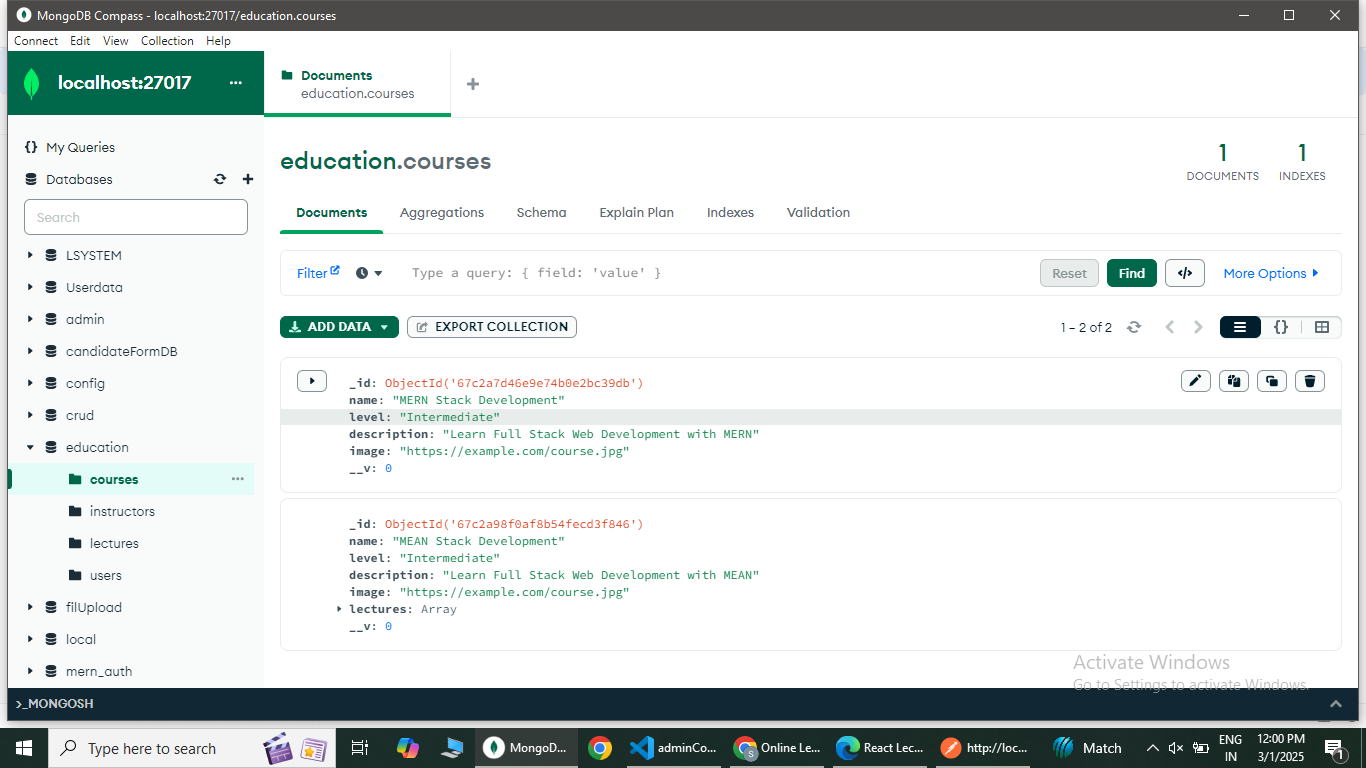 MongoDB Compass - localhost:27017/education.courses
Connect Edit View Collection Help
localhost:27017
...
Documents
education.courses
+
{} My Queries
Databases
Search
LSYSTEM
Userdata
admin
candidateFormDB
config
crud
education
courses
...
instructors
lectures
users
filUpload
local
mern_auth
education.courses
1
DOCUMENTS
1
INDEXES
Documents Aggregations Schema Explain Plan Indexes Validation
Filter
Type a query: { field: 'value' }
Reset
Find
</>
More Options
ADD DATA
EXPORT COLLECTION
1 – 2 of 2
{}
_id: ObjectId('67c2a7d46e9e74b0e2bc39db')
name: "MERN Stack Development"
level: "Intermediate"
description: "Learn Full Stack Web Development with MERN"
image: "https://example.com/course.jpg"
__v: 0
_id: ObjectId('67c2a98f0af8b54fecd3f846')
name: "MEAN Stack Development"
level: "Intermediate"
description: "Learn Full Stack Web Development with MEAN"
image: "https://example.com/course.jpg"
lectures: Array
__v: 0
Activate Windows
Go to Settings to activate Windows.
>_MONGOSH
Type here to search
MongoD...
adminCo...
S
Online Le...
React Lec...
http://loc...
Match
ENG
IN
12:00 PM
3/1/2025
1